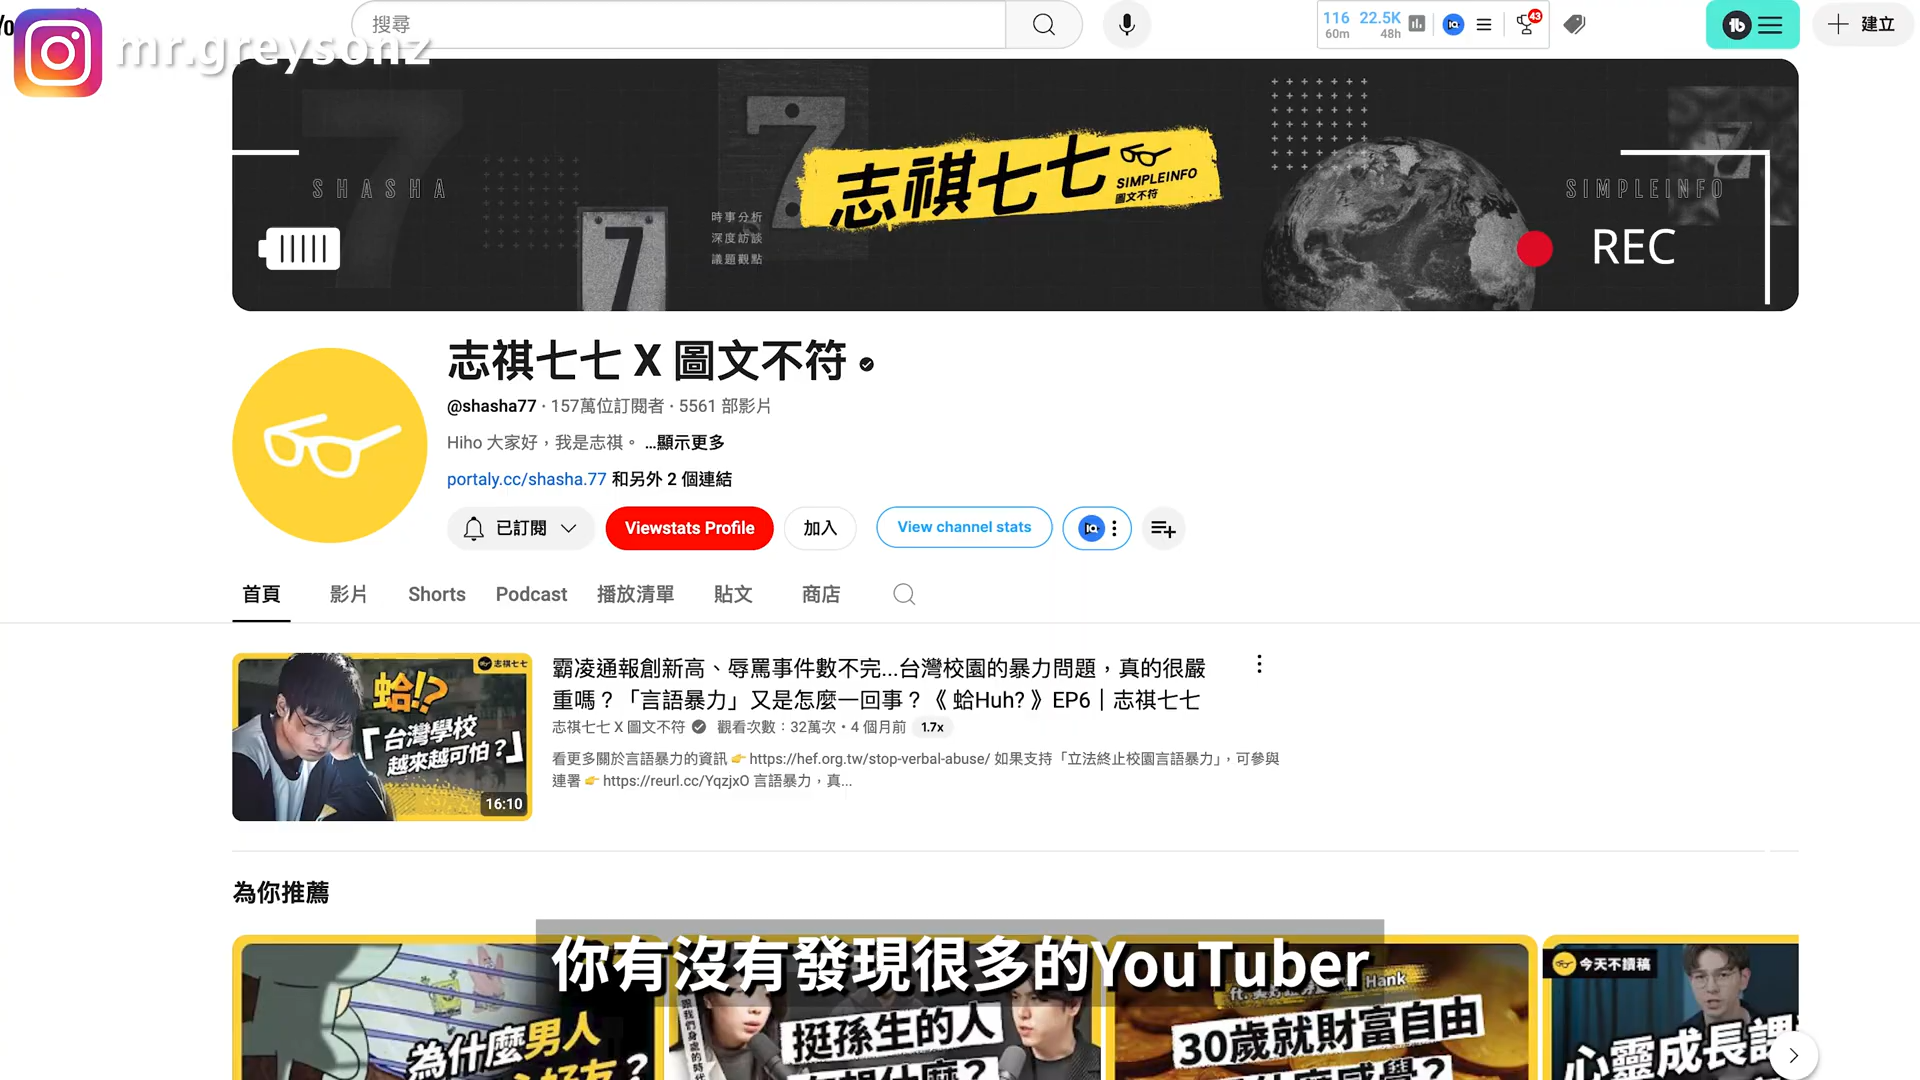 mr.greysonz
搜尋
116
60m
22.5K
48h
43
建立
SHASHA
時事分析
深度訪談
議題觀點
7
7
志祺七七
SIMPLEINFO
圖文不符
SIMPLEINFO
REC
志祺七七 X 圖文不符
@shasha77 · 157萬位訂閱者 · 5561 部影片
Hiho 大家好，我是志祺。 ...顯示更多
portaly.cc/shasha.77 和另外 2 個連結
已訂閱
Viewstats Profile
加入
View channel stats
首頁
影片
Shorts
Podcast
播放清單
貼文
商店
志祺七七
蛤!?
「台灣學校
越來越可怕？」
16:10
霸凌通報創新高、辱罵事件數不完...台灣校園的暴力問題，真的很嚴
重嗎？「言語暴力」又是怎麼一回事？《 蛤Huh? 》EP6｜志祺七七
志祺七七 X 圖文不符 觀看次數：32萬次・4 個月前 1.7x
看更多關於言語暴力的資訊 👉 https://hef.org.tw/stop-verbal-abuse/ 如果支持「立法終止校園言語暴力」，可參與
連署 👉 https://reurl.cc/YqzjxO 言語暴力，真...
為你推薦
你有沒有發現很多的YouTuber
為什麼男人
挺孫生的人
Hank
30歲就財富自由
今天不讀稿
心靈成長課